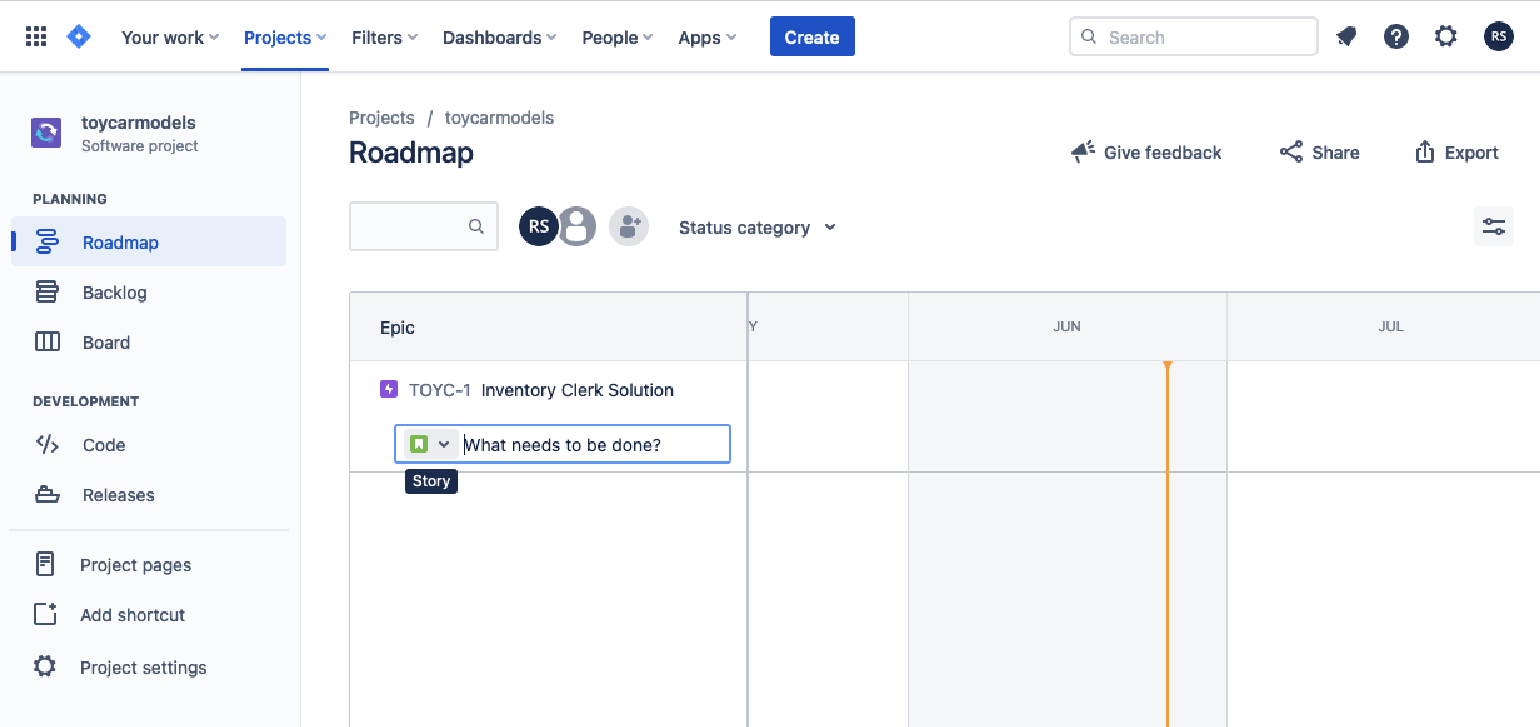 Your work Projects Filters Dashboards People Apps Create Search RS
toycarmodels
Software project
PLANNING
Roadmap
Backlog
Board
DEVELOPMENT
Code
Releases
Project pages
Add shortcut
Project settings
Projects / toycarmodels
Roadmap
Give feedback Share Export
RS Status category
Epic Y JUN JUL
TOYC-1 Inventory Clerk Solution
What needs to be done?
Story